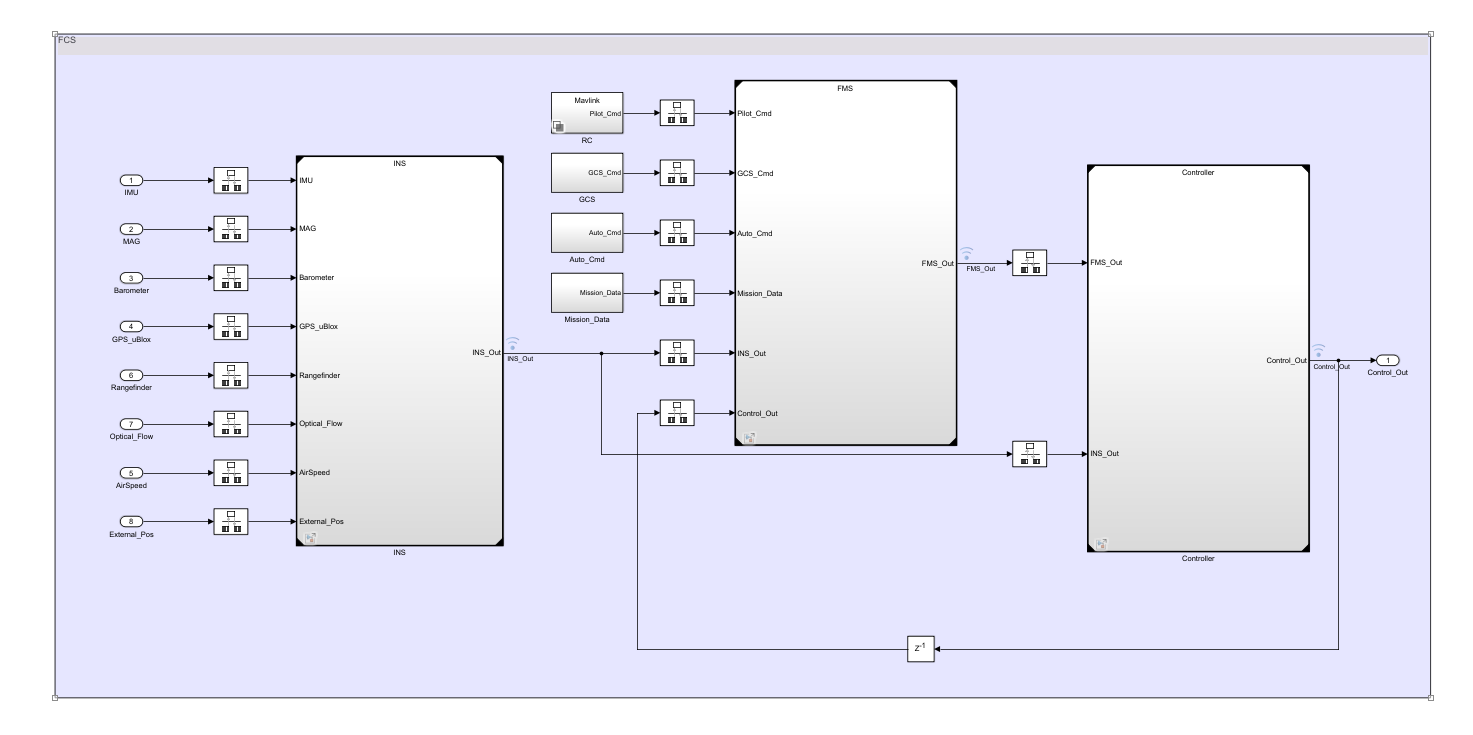 FCS
1
IMU
2
MAG
3
Barometer
4
GPS_uBlox
6
Rangefinder
7
Optical_Flow
5
AirSpeed
8
External_Pos
INS
IMU
MAG
Barometer
GPS_uBlox
Rangefinder
Optical_Flow
AirSpeed
External_Pos
INS_Out
INS
INS_Out
Mavlink
Pilot_Cmd
RC
GCS_Cmd
GCS
Auto_Cmd
Auto_Cmd
Mission_Data
Mission_Data
FMS
Pilot_Cmd
GCS_Cmd
Auto_Cmd
Mission_Data
INS_Out
Control_Out
FMS_Out
FMS_Out
Controller
FMS_Out
INS_Out
Control_Out
Controller
Control_Out
1
Control_Out
z-1